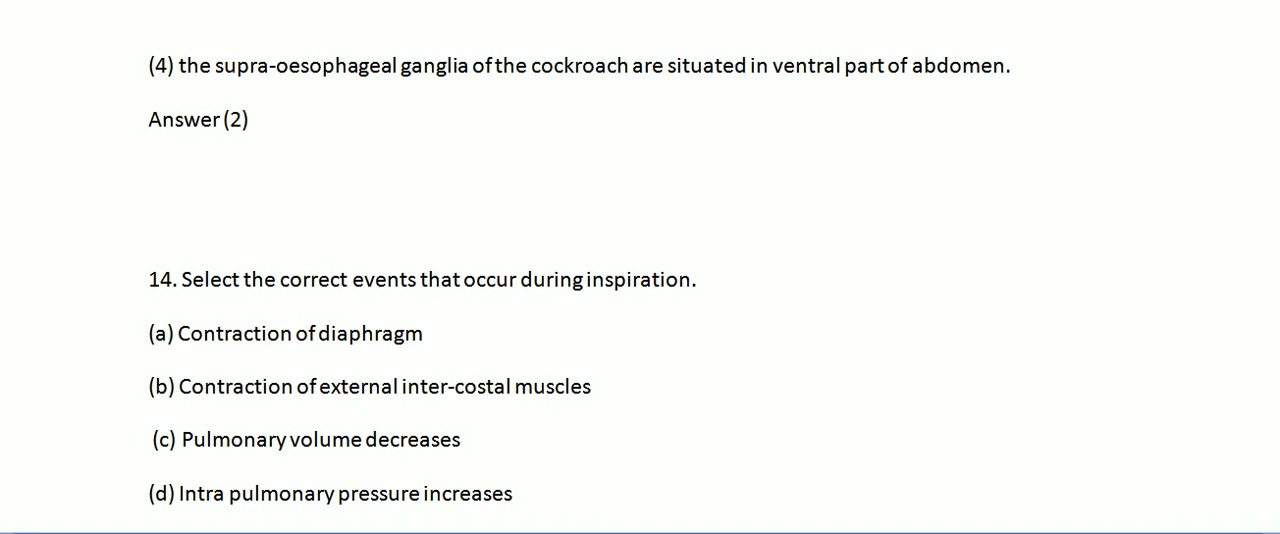 (4) the supra-oesophageal ganglia of the cockroach are situated in ventral part of abdomen.
Answer (2)
14. Select the correct events that occur during inspiration.
(a) Contraction of diaphragm
(b) Contraction of external inter-costal muscles
(c) Pulmonary volume decreases
(d) Intra pulmonary pressure increases